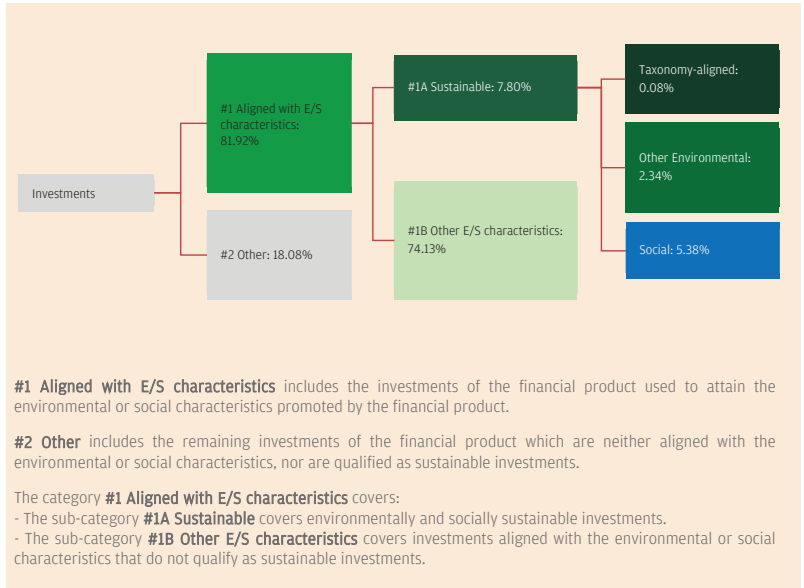 Investments
#1 Aligned with E/S
characteristics:
81.92%
#2 Other: 18.08%
#1A Sustainable: 7.80%
#1B Other E/S characteristics:
74.13%
Taxonomy-aligned:
0.08%
Other Environmental:
2.34%
Social: 5.38%
#1 Aligned with E/S characteristics includes the investments of the financial product used to attain the
environmental or social characteristics promoted by the financial product.
#2 Other includes the remaining investments of the financial product which are neither aligned with the
environmental or social characteristics, nor are qualified as sustainable investments.
The category #1 Aligned with E/S characteristics covers:
- The sub-category #1A Sustainable covers environmentally and socially sustainable investments.
- The sub-category #1B Other E/S characteristics covers investments aligned with the environmental or social
characteristics that do not qualify as sustainable investments.